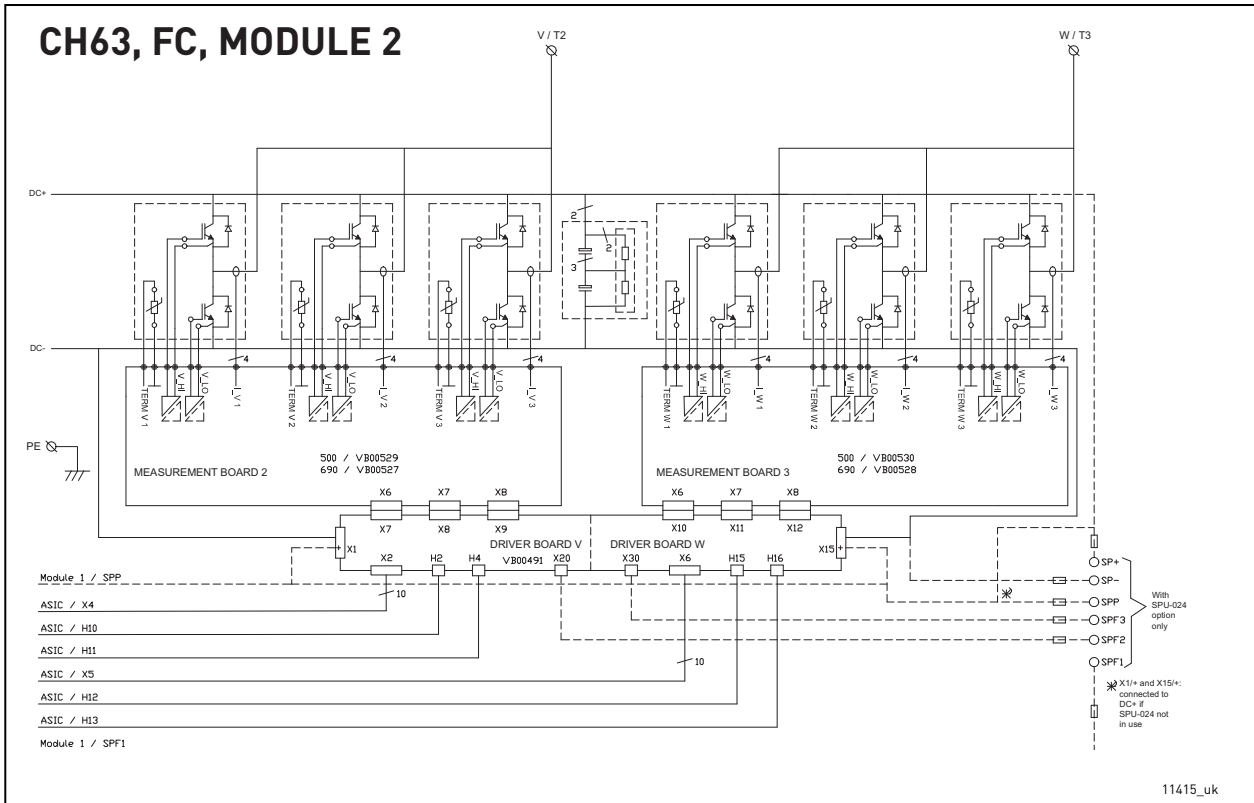 CH63, FC, MODULE 2
V / T2
W / T3
DC+
2
2
3
DC-
4
4
4
4
4
4
TERM V 1
V_HI
V_LO
I_V 1
TERM V 2
V_HI
V_LO
I_V 2
TERM V 3
V_HI
V_LO
I_V 3
TERM W 1
W_HI
W_LO
I_W 1
TERM W 2
W_HI
W_LO
I_W 2
TERM W 3
W_HI
W_LO
I_W 3
PE
MEASUREMENT BOARD 2
500 / VB00529
690 / VB00527
MEASUREMENT BOARD 3
500 / VB00530
690 / VB00528
X6 X7 X8
X7 X8 X9
X6 X7 X8
X10 X11 X12
X1
+
DRIVER BOARD V
VB00491
DRIVER BOARD W
X15
+
X2 H2 H4 X20 X30 X6 H15 H16
Module 1 / SPP
10
ASIC / X4
ASIC / H10
ASIC / H11
10
ASIC / X5
ASIC / H12
ASIC / H13
Module 1 / SPF1
SP+
SP-
SPP
SPF3
SPF2
SPF1
With
SPU-024
option
only
X1/+ and X15/+:
connected to
DC+ if
SPU-024 not
in use
11415_uk